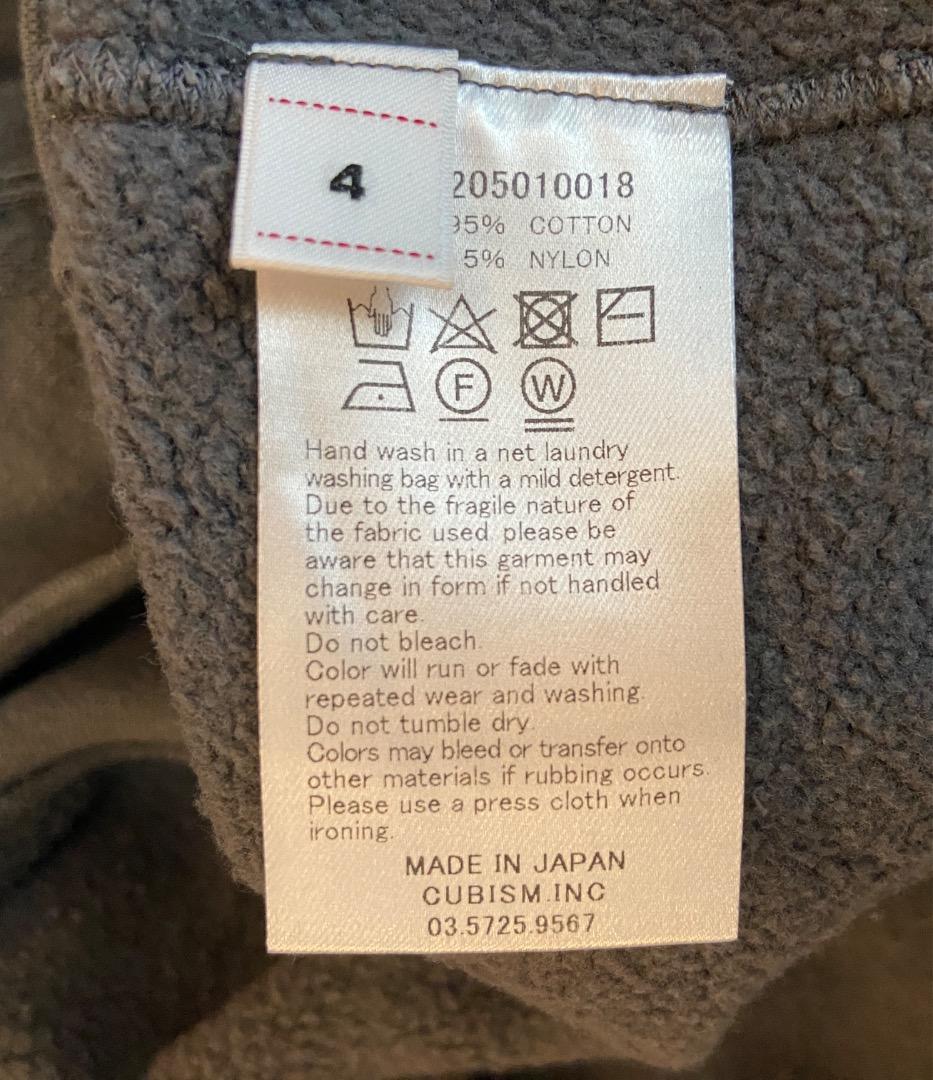 4
205010018
95% COTTON
5% NYLON
F
W
Hand wash in a net laundry
washing bag with a mild detergent.
Due to the fragile nature of
the fabric used, please be
aware that this garment may
change in form if not handled
with care.
Do not bleach.
Color will run or fade with
repeated wear and washing.
Do not tumble dry.
Colors may bleed or transfer onto
other materials if rubbing occurs.
Please use a press cloth when
ironing.
MADE IN JAPAN
CUBISM.INC
03.5725.9567